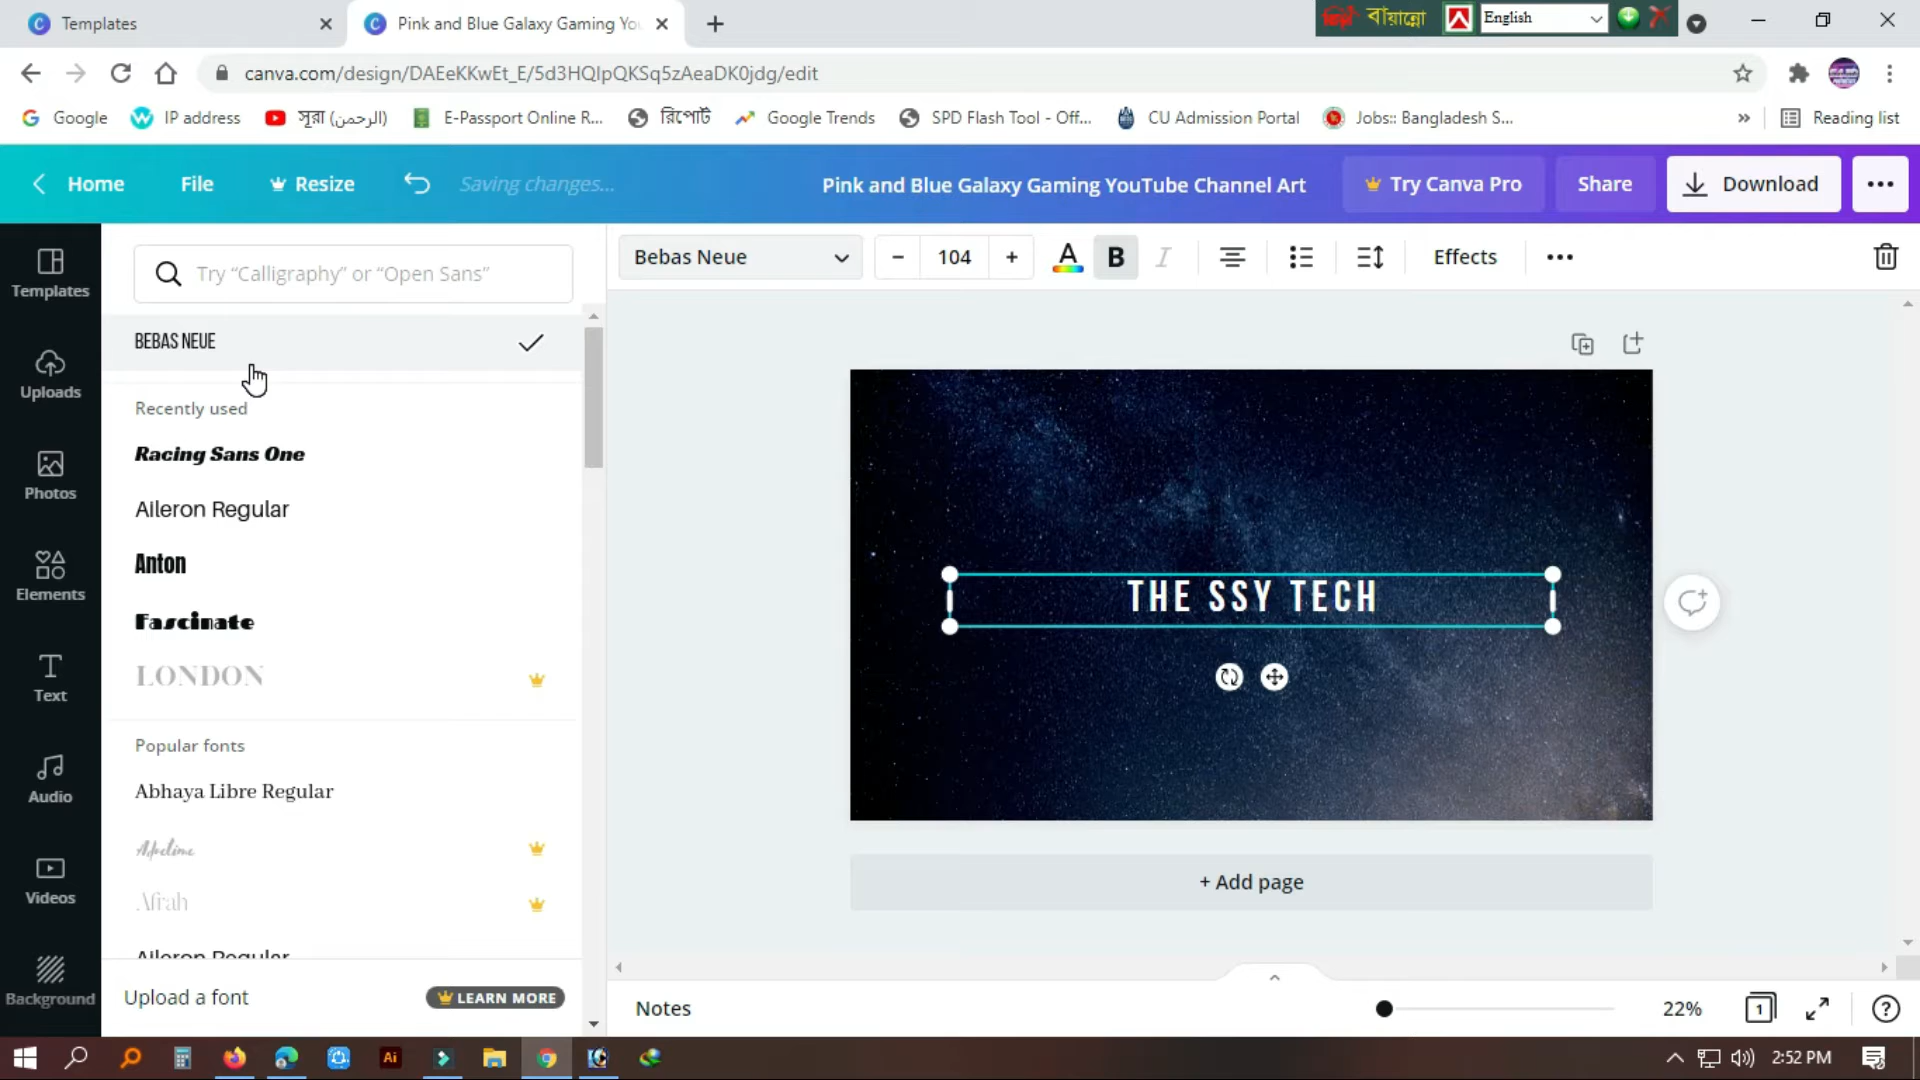 Templates
Pink and Blue Galaxy Gaming Yo
বায়ান্নো
English
canva.com/design/DAEeKKwEt_E/5d3HQIpQKSq5zAeaDK0jdg/edit
Google
IP address
সূরা (الرحمن)
E-Passport Online R...
রিপোর্ট
Google Trends
SPD Flash Tool - Off...
CU Admission Portal
Jobs:: Bangladesh S...
»
Reading list
Home
File
Resize
Saving changes...
Pink and Blue Galaxy Gaming YouTube Channel Art
Try Canva Pro
Share
Download
Templates
Uploads
Photos
Elements
Text
Audio
Videos
Background
Try “Calligraphy” or “Open Sans”
BEBAS NEUE
Recently used
Racing Sans One
Aileron Regular
Anton
Fascinate
LONDON
Popular fonts
Abhaya Libre Regular
Adeline
Afrah
Aileron Regular
Upload a font
LEARN MORE
Bebas Neue
- 104 +
A
B
I
Effects
THE SSY TECH
+ Add page
Notes
22%
1
?
Ai
2:52 PM